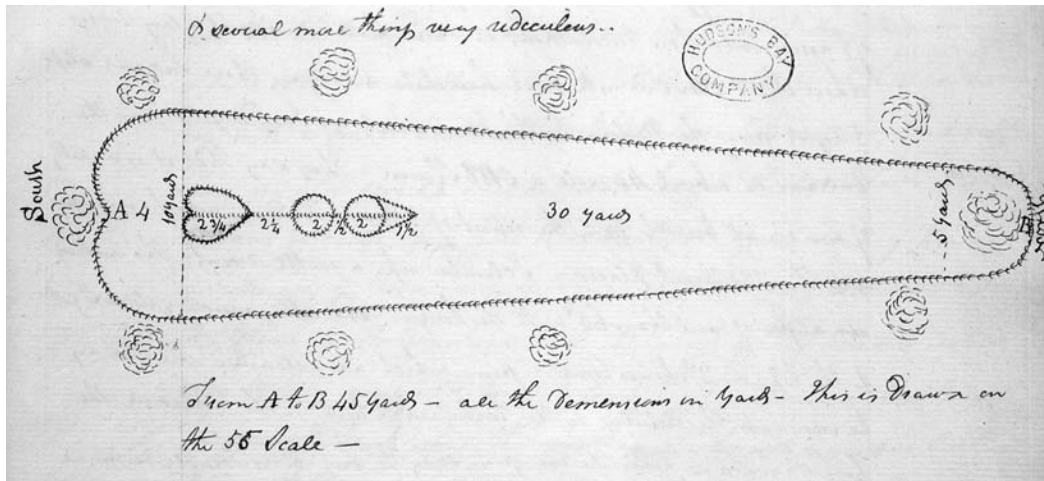 & several more things very redeculous..
HUDSON'S BAY
COMPANY
South
A 4
10 yards
2 3/4
2 1/4
2
1/2
2
1 1/2
30 yards
5 yards
B
From A to B 45 yards – all the Demensions in yards – This is Drawn on
the 55 Scale –